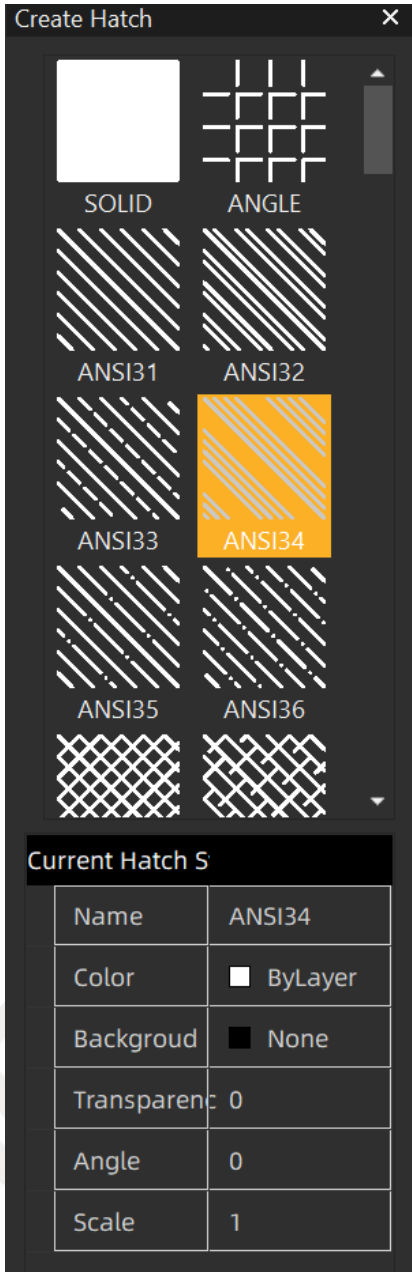 Create Hatch ×
SOLID ANGLE
ANSI31 ANSI32
ANSI33 ANSI34
ANSI35 ANSI36
Current Hatch S
Name ANSI34
Color ByLayer
Backgroud None
Transparenc 0
Angle 0
Scale 1